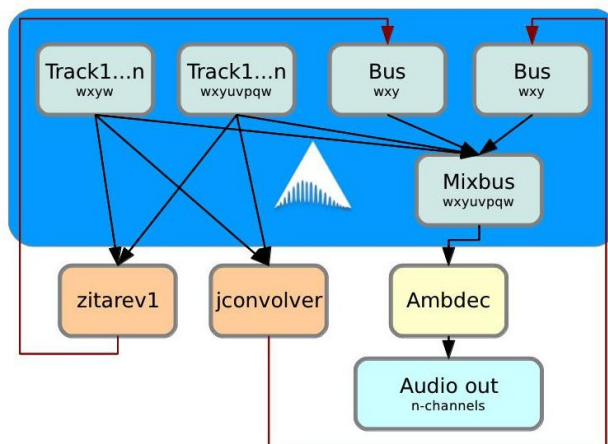 Track1...n
wxyw
Track1...n
wxyuvpqw
Bus
wxy
Bus
wxy
Mixbus
wxyuvpqw
zitarev1
jconvolver
Ambdec
Audio out
n-channels